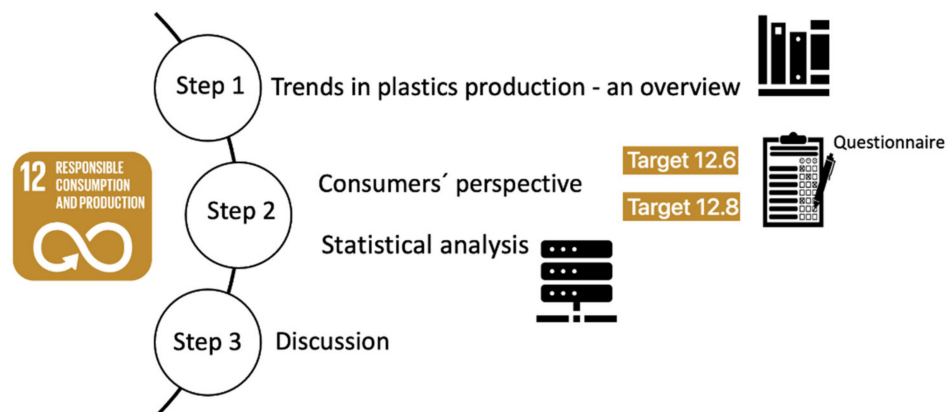 Step 1
Trends in plastics production - an overview
12 RESPONSIBLE
CONSUMPTION
AND PRODUCTION
Step 2
Consumers´ perspective
Target 12.6
Target 12.8
Questionnaire
Statistical analysis
Step 3
Discussion